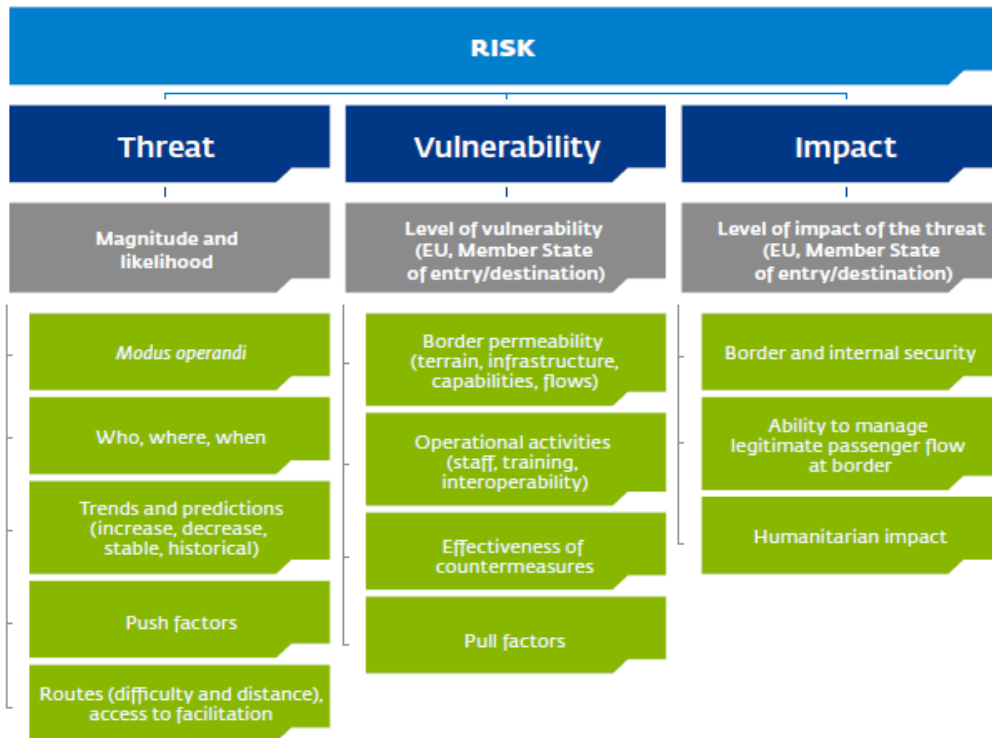 RISK
Threat
Vulnerability
Impact
Magnitude and
likelihood
Level of vulnerability
(EU, Member State
of entry/destination)
Level of impact of the threat
(EU, Member State
of entry/destination)
Modus operandi
Who, where, when
Trends and predictions
(increase, decrease,
stable, historical)
Push factors
Routes (difficulty and distance),
access to facilitation
Border permeability
(terrain, infrastructure,
capabilities, flows)
Operational activities
(staff, training,
interoperability)
Effectiveness of
countermeasures
Pull factors
Border and internal security
Ability to manage
legitimate passenger flow
at border
Humanitarian impact